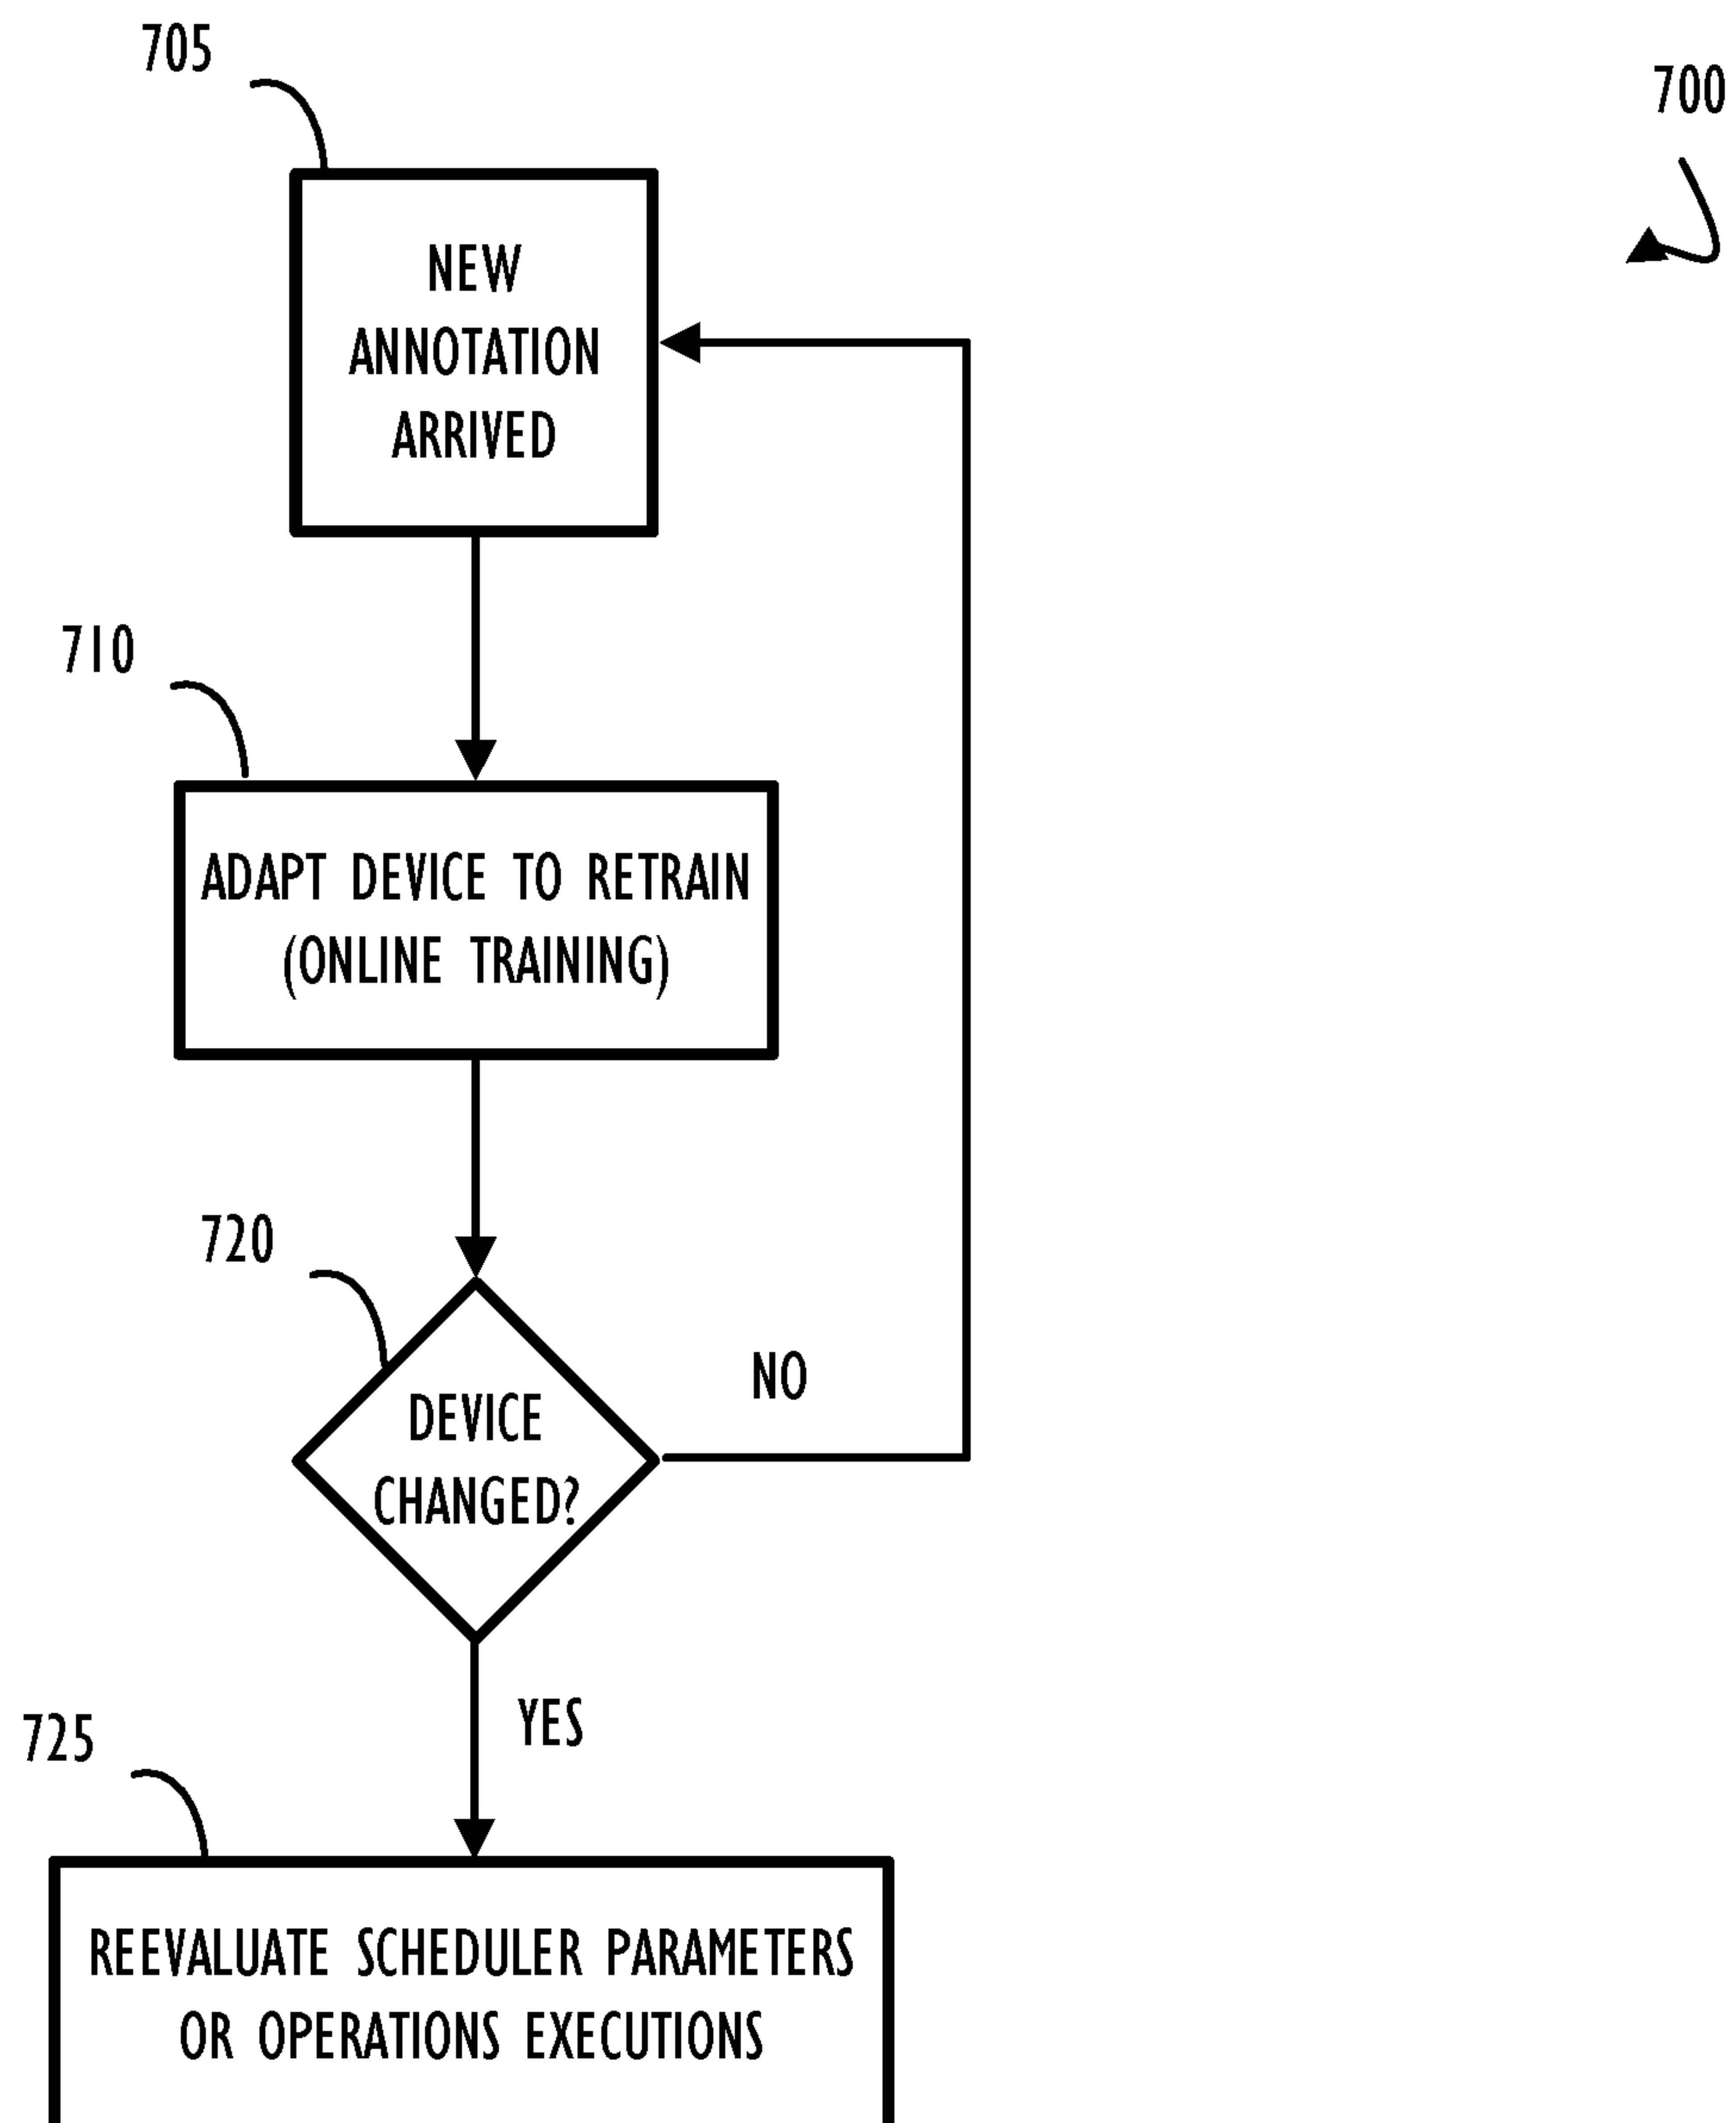 705
700
NEW
ANNOTATION
ARRIVED
710
ADAPT DEVICE TO RETRAIN
(ONLINE TRAINING)
720
DEVICE
CHANGED?
NO
YES
725
REEVALUATE SCHEDULER PARAMETERS
OR OPERATIONS EXECUTIONS